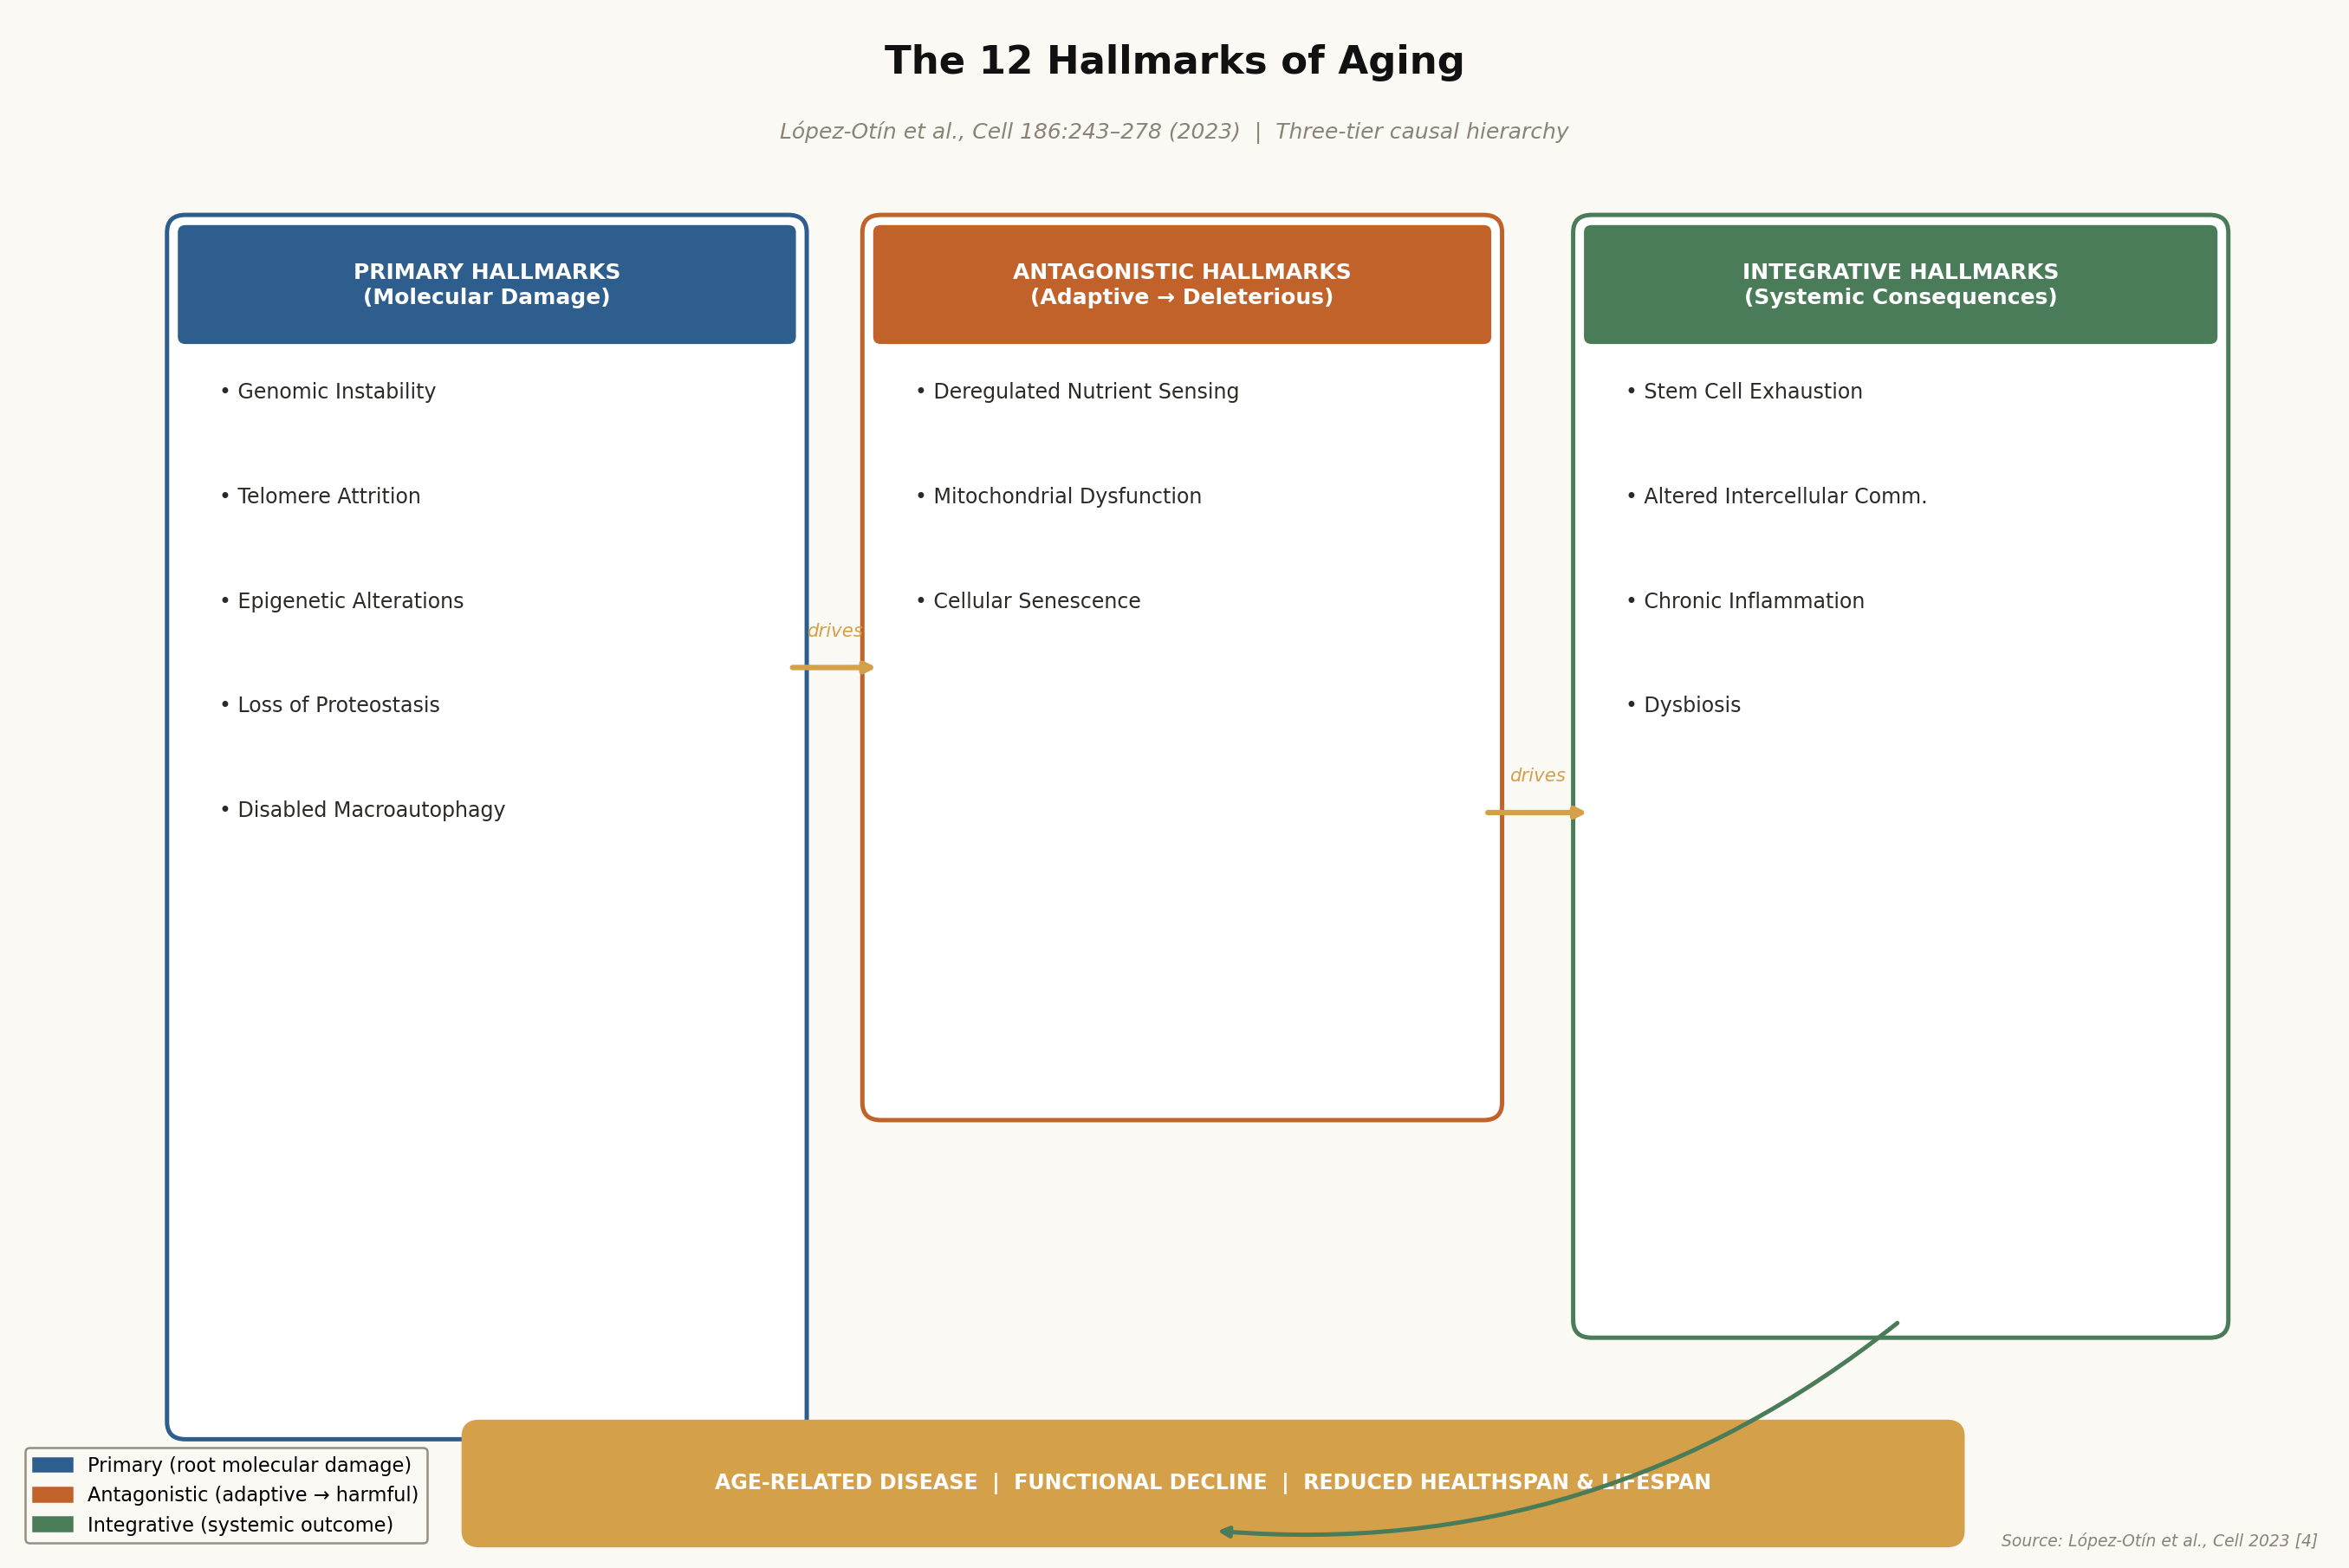 The 12 Hallmarks of Aging
López-Otín et al., Cell 186:243–278 (2023)  |  Three-tier causal hierarchy
PRIMARY HALLMARKS
(Molecular Damage)
• Genomic Instability
• Telomere Attrition
• Epigenetic Alterations
• Loss of Proteostasis
• Disabled Macroautophagy
drives
ANTAGONISTIC HALLMARKS
(Adaptive → Deleterious)
• Deregulated Nutrient Sensing
• Mitochondrial Dysfunction
• Cellular Senescence
drives
INTEGRATIVE HALLMARKS
(Systemic Consequences)
• Stem Cell Exhaustion
• Altered Intercellular Comm.
• Chronic Inflammation
• Dysbiosis
AGE-RELATED DISEASE  |  FUNCTIONAL DECLINE  |  REDUCED HEALTHSPAN & LIFESPAN
Primary (root molecular damage)
Antagonistic (adaptive → harmful)
Integrative (systemic outcome)
Source: López-Otín et al., Cell 2023 [4]